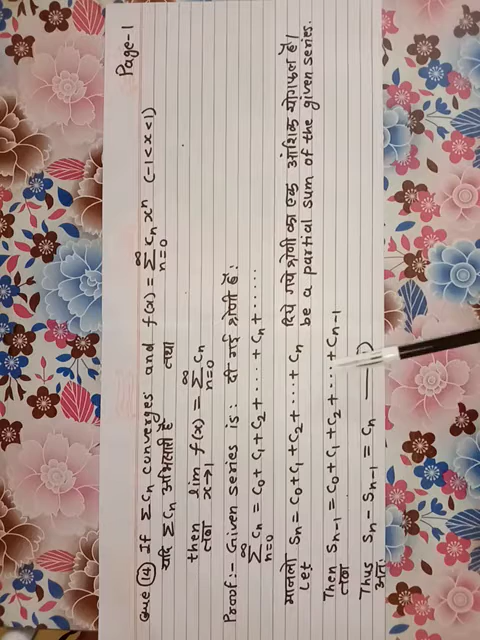 Page-1
Que (14) If ΣCn converges and f(x) = Σ_{n=0}^{∞} Cn x^n (-1<x<1)
यदि ΣCn अभिसारी है तथा
then lim_{x→1} f(x) = Σ_{n=0}^{∞} Cn
तब
Proof:- Given series is: दी गई श्रेणी है:
Σ_{n=0}^{∞} Cn = C0+C1+C2+····+Cn+·····
मानलो Sn = C0+C1+C2+····+Cn दिये गये श्रेणी का एक आंशिक योगफल है।
Let be a partial sum of the given series.
Then Sn-1 = C0+C1+C2+····+Cn-1
तब
Thus Sn - Sn-1 = Cn —
अतः